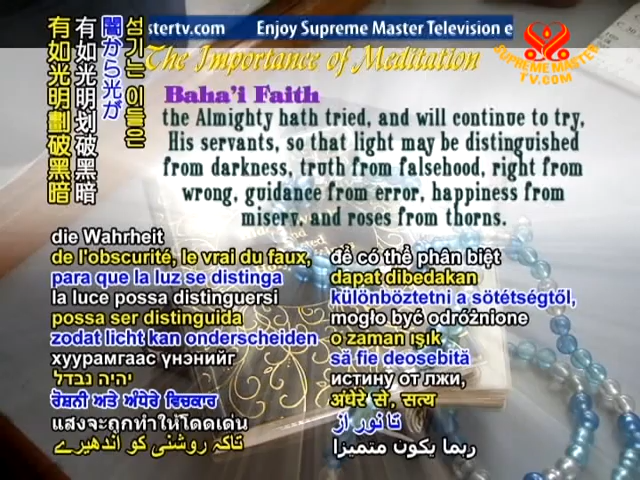 stertv.com Enjoy Supreme Master Television e
SUPREME MASTER
TV.COM
The Importance of Meditation
Baha'i Faith
the Almighty hath tried, and will continue to try,
His servants, so that light may be distinguished
from darkness, truth from falsehood, right from
wrong, guidance from error, happiness from
misery, and roses from thorns.
섬기는 이들은
闇から光が
有如光明划破黑暗
有如光明劃破黑暗
die Wahrheit
de l'obscurité, le vrai du faux,
para que la luz se distinga
la luce possa distinguersi
possa ser distinguida
zodat licht kan onderscheiden
хуурамгаас үнэнийг
יהיה נבדל
ਰੋਸ਼ਨੀ ਅਤੇ ਅੰਧੇਰੇ ਵਿਚਕਾਰ
แสงจะถูกทำให้โดดเด่น
تاکہ روشنی کو اندھیرے
để có thể phân biệt
dapat dibedakan
különböztetni a sötétségtől,
mogło być odróżnione
o zaman ışık
să fie deosebită
истину от лжи,
अंधेरे से, सत्य
تا نور از
ربما يكون متميزا